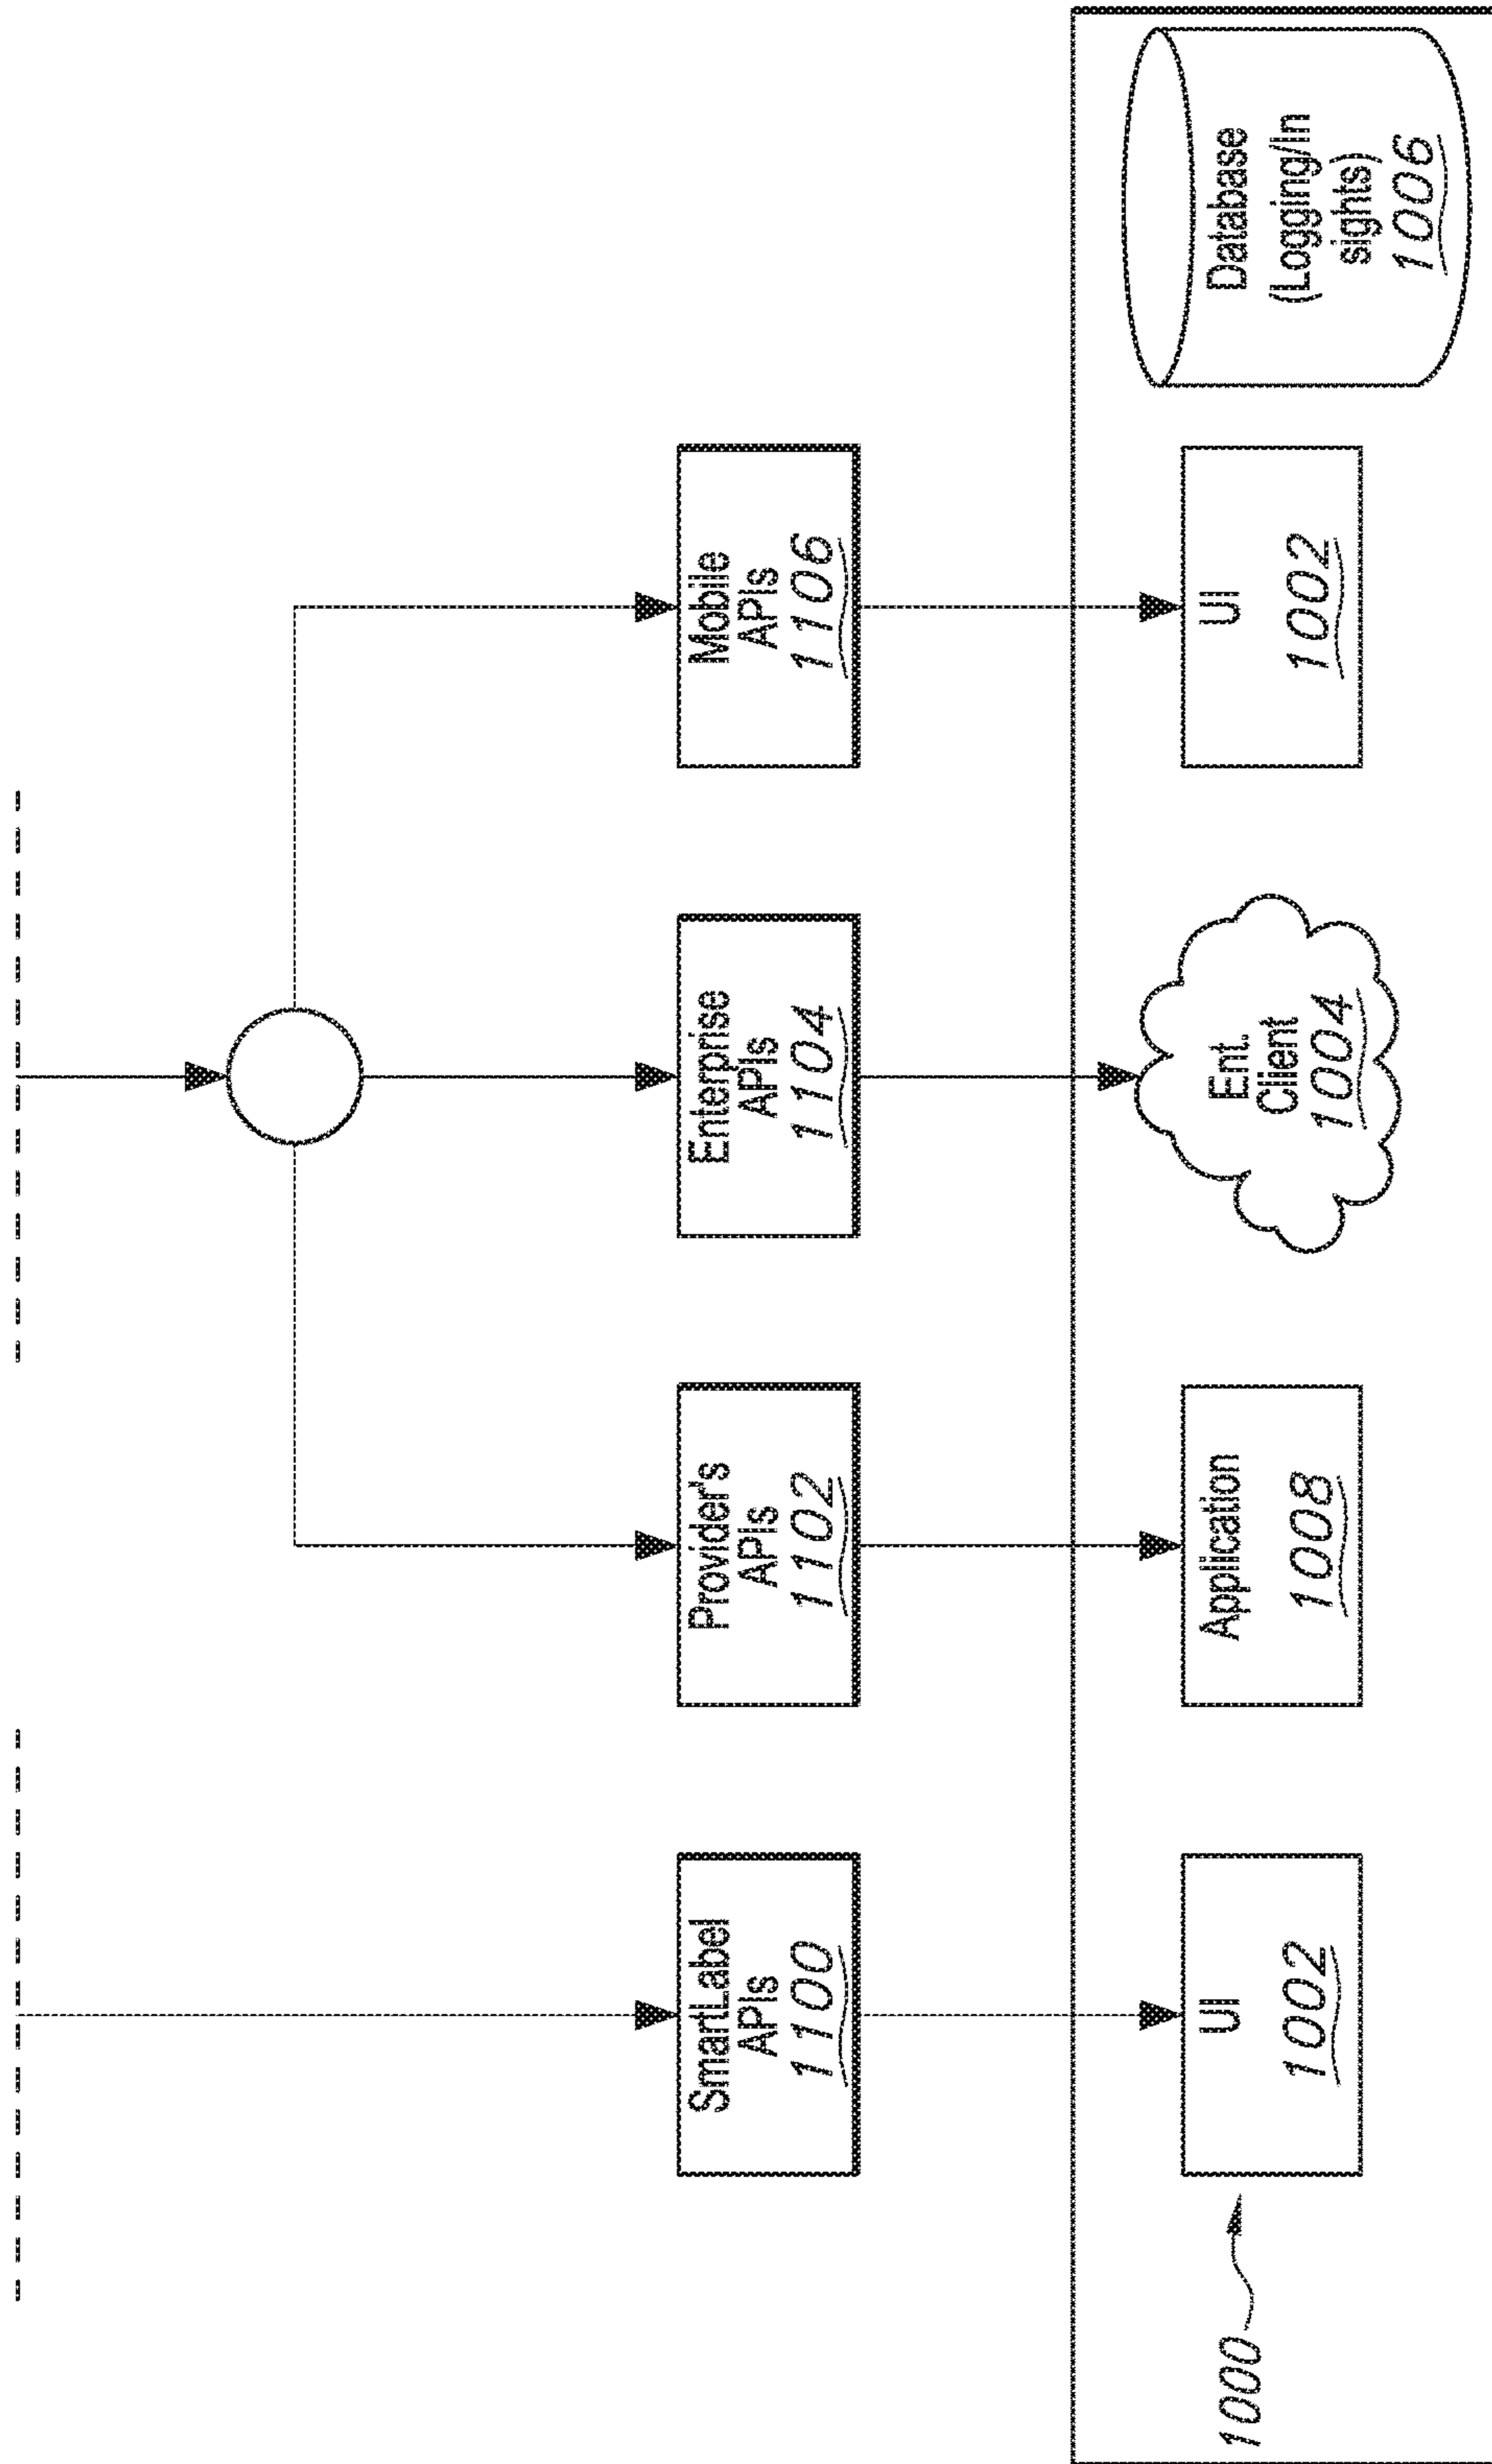 SmartLabel
APIs
1100
Provider's
APIs
1102
Enterprise
APIs
1104
Mobile
APIs
1106
1000
UI
1002
Application
1008
Ent.
Client
1004
UI
1002
Database
(Logging/In
sights)
1006